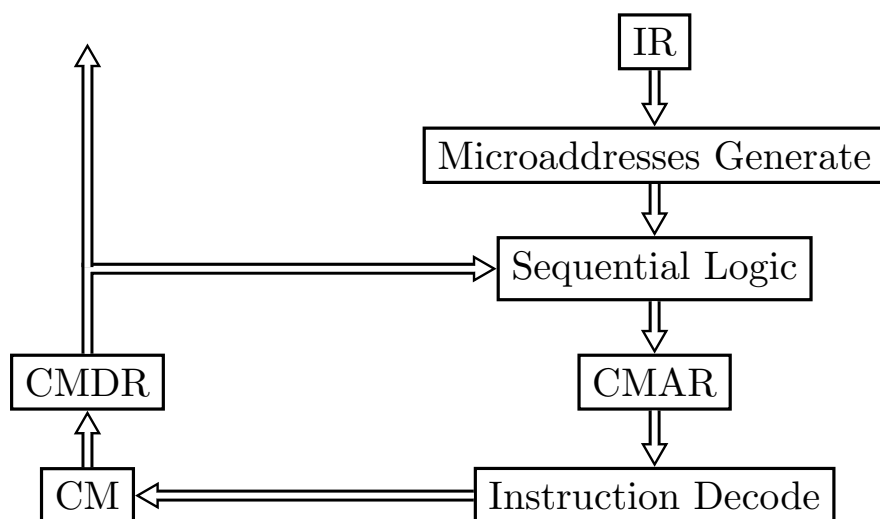 IR
Microaddresses Generate
Sequential Logic
CMDR
CMAR
CM
Instruction Decode